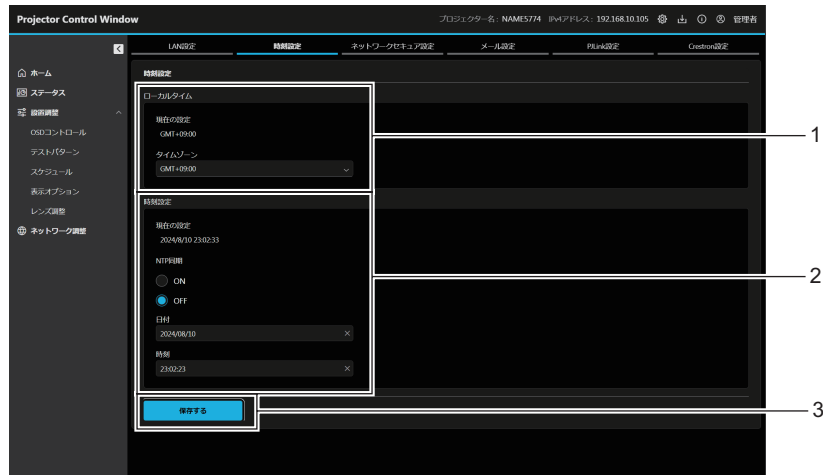 Projector Control Window
プロジェクター名 : NAME5774 IPv4アドレス : 192.168.10.105 管理者
LAN設定 時刻設定 ネットワークセキュア設定 メール設定 PJLink設定 Crestron設定
ホーム
ステータス
設置調整
OSDコントロール
テストパターン
スケジュール
表示オプション
レンズ調整
ネットワーク調整
時刻設定
ローカルタイム
現在の設定
GMT+09:00
タイムゾーン
GMT+09:00
1
時刻設定
現在の設定
2024/8/10 23:02:33
NTP同期
ON
OFF
2
日付
2024/08/10
時刻
23:02:23
保存する
3